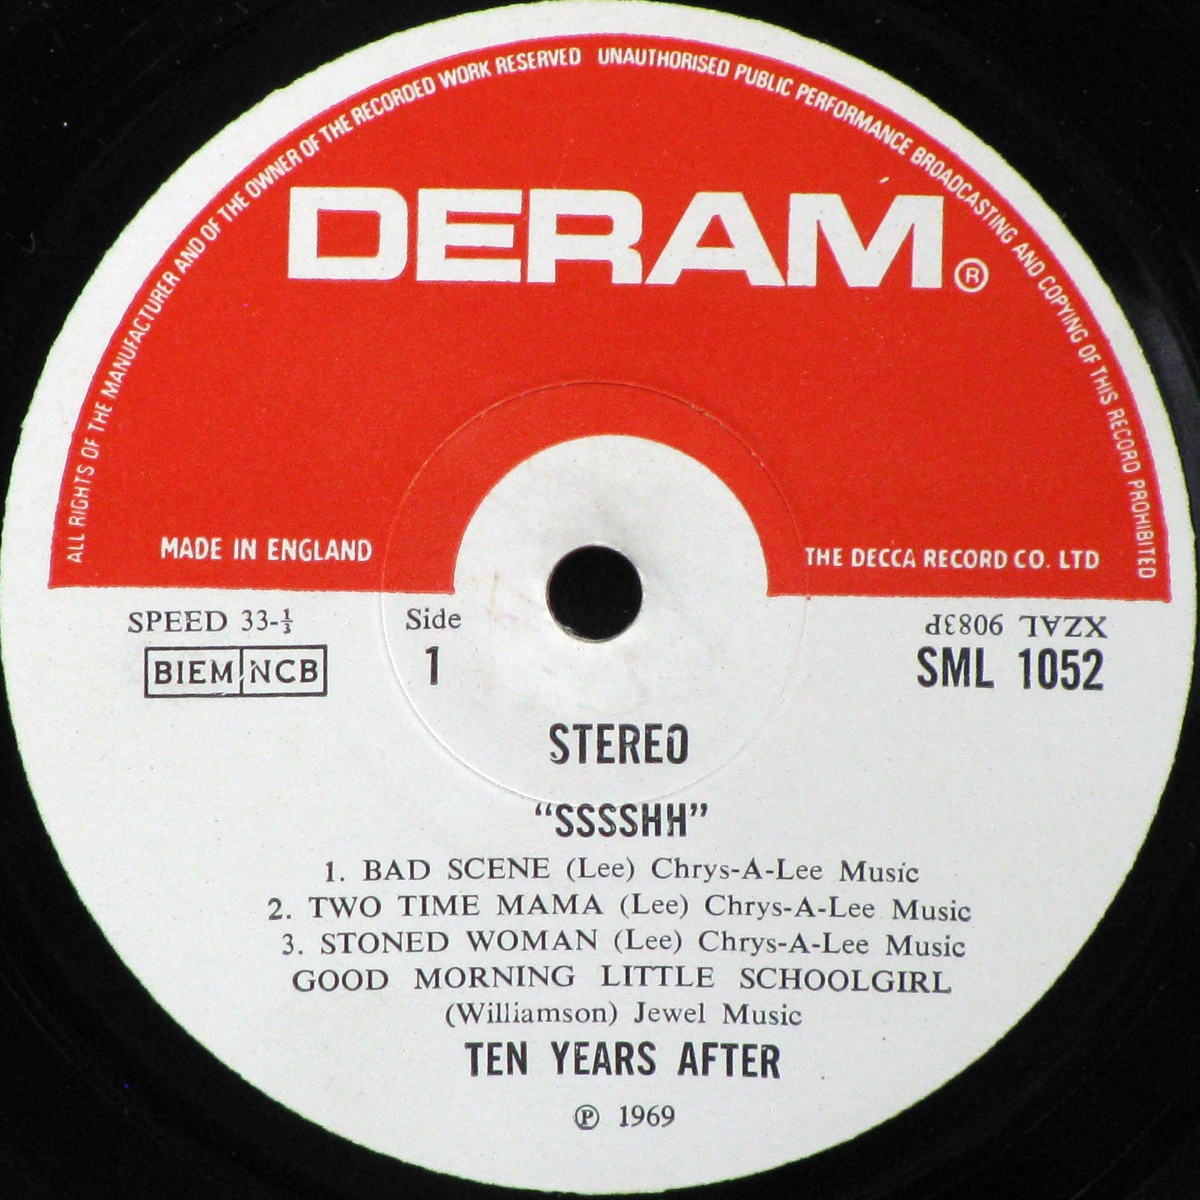 ALL RIGHTS OF THE MANUFACTURER AND OF THE OWNER OF THE RECORDED WORK RESERVED UNAUTHORISED PUBLIC PERFORMANCE BROADCASTING AND COPYING OF THIS RECORD PROHIBITED
DERAM®
MADE IN ENGLAND
THE DECCA RECORD CO. LTD
SPEED 33-⅓
Side
XZAL 9083P
BIEM NCB
1
SML 1052
STEREO
“SSSSHH”
1. BAD SCENE (Lee) Chrys-A-Lee Music
2. TWO TIME MAMA (Lee) Chrys-A-Lee Music
3. STONED WOMAN (Lee) Chrys-A-Lee Music
GOOD MORNING LITTLE SCHOOLGIRL
(Williamson) Jewel Music
TEN YEARS AFTER
℗ 1969